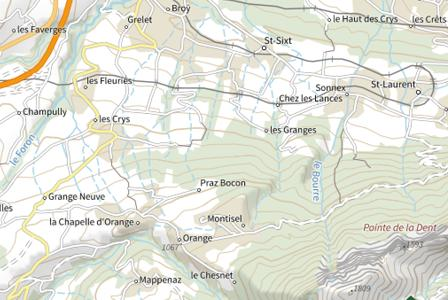 Broÿ
le Haut des Crys
Grelet
les Crêts
les Faverges
St-Sixt
les Fleuries
Sonnex
St-Laurent
Chez les Lances
Champully
les Crys
les Granges
le Foron
le Bourre
Praz Bocon
Grange Neuve
lles
la Chapelle d'Orange
Montisel
Pointe de la Dent
Orange
1067
1593
Mappenaz
le Chesnet
1809